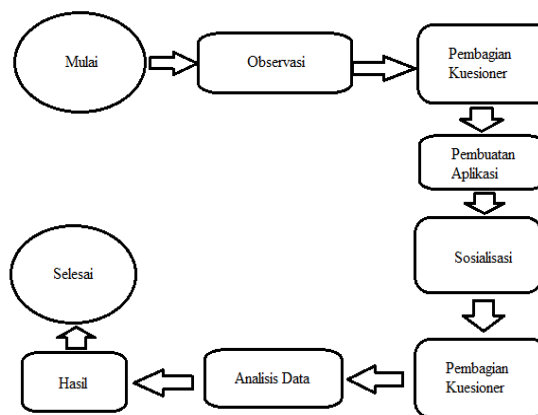 Mulai
Observasi
Pembagian
Kuesioner
Pembuatan
Aplikasi
Sosialisasi
Pembagian
Kuesioner
Analisis Data
Hasil
Selesai